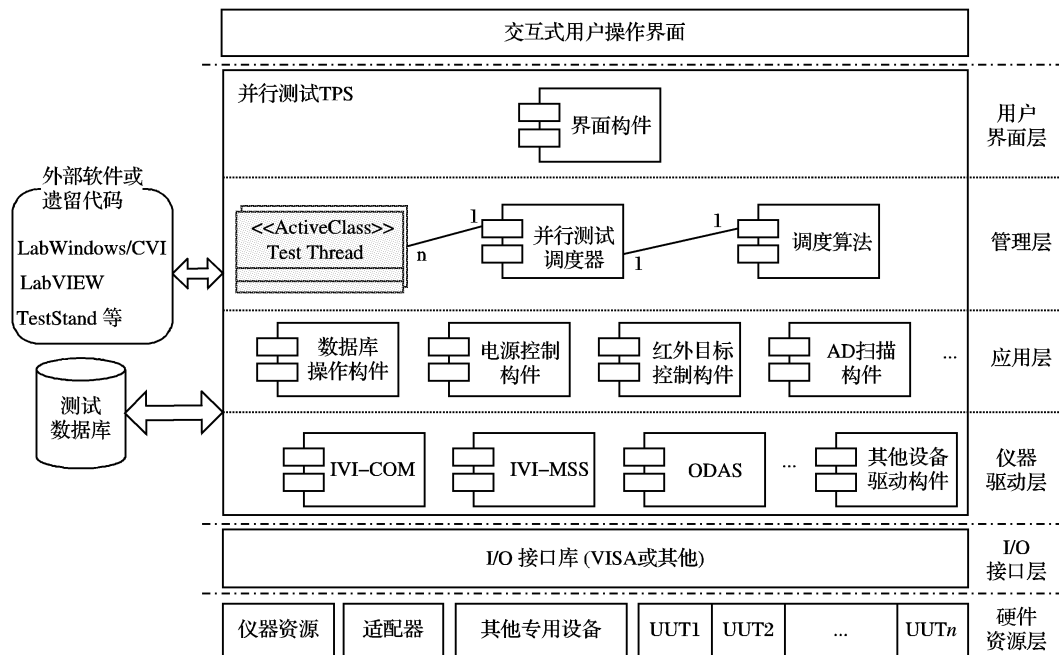 交互式用户操作界面
并行测试TPS
界面构件
用户
界面层
外部软件或
遗留代码
LabWindows/CVI
LabVIEW
TestStand 等
<<ActiveClass>>
Test Thread
n
1
并行测试
调度器
1
1
调度算法
管理层
数据库
操作构件
电源控制
构件
红外目标
控制构件
AD扫描
构件
...
应用层
测试
数据库
IVI-COM
IVI-MSS
ODAS
...
其他设备
驱动构件
仪器
驱动层
I/O 接口库 (VISA或其他)
I/O
接口层
仪器资源
适配器
其他专用设备
UUT1
UUT2
...
UUTn
硬件
资源层